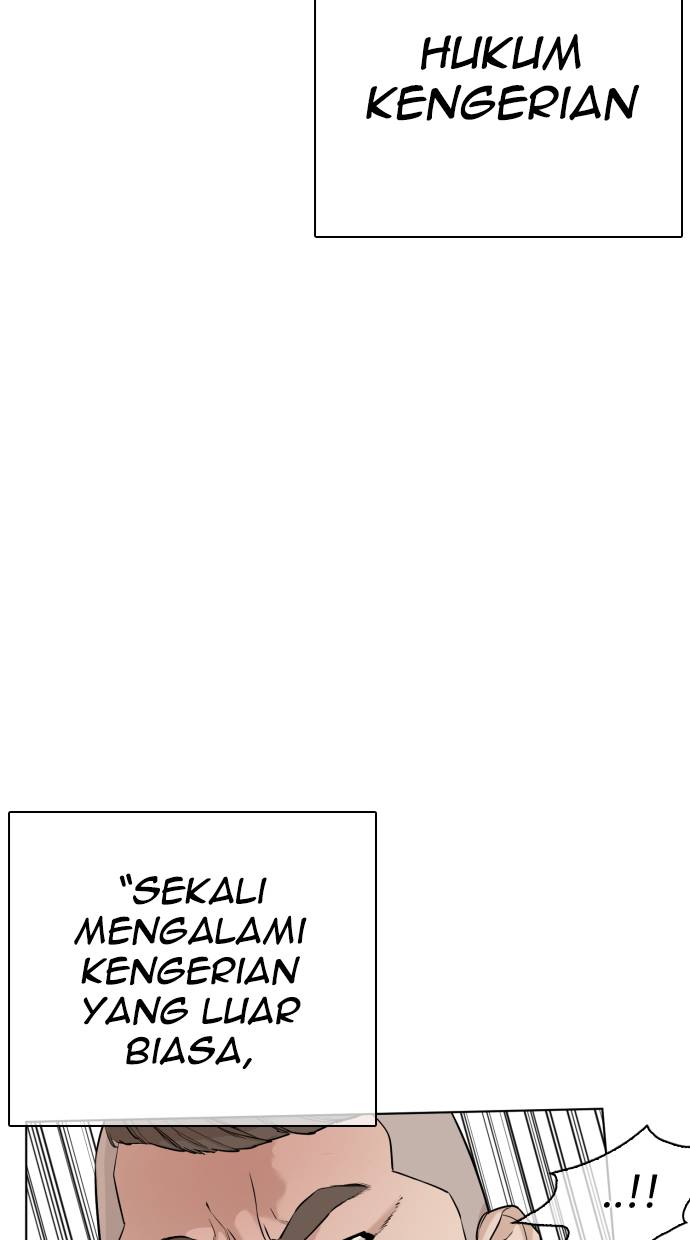 HUKUM
KENGERIAN
“SEKALI
MENGALAMI
KENGERIAN
YANG LUAR
BIASA,
..!!